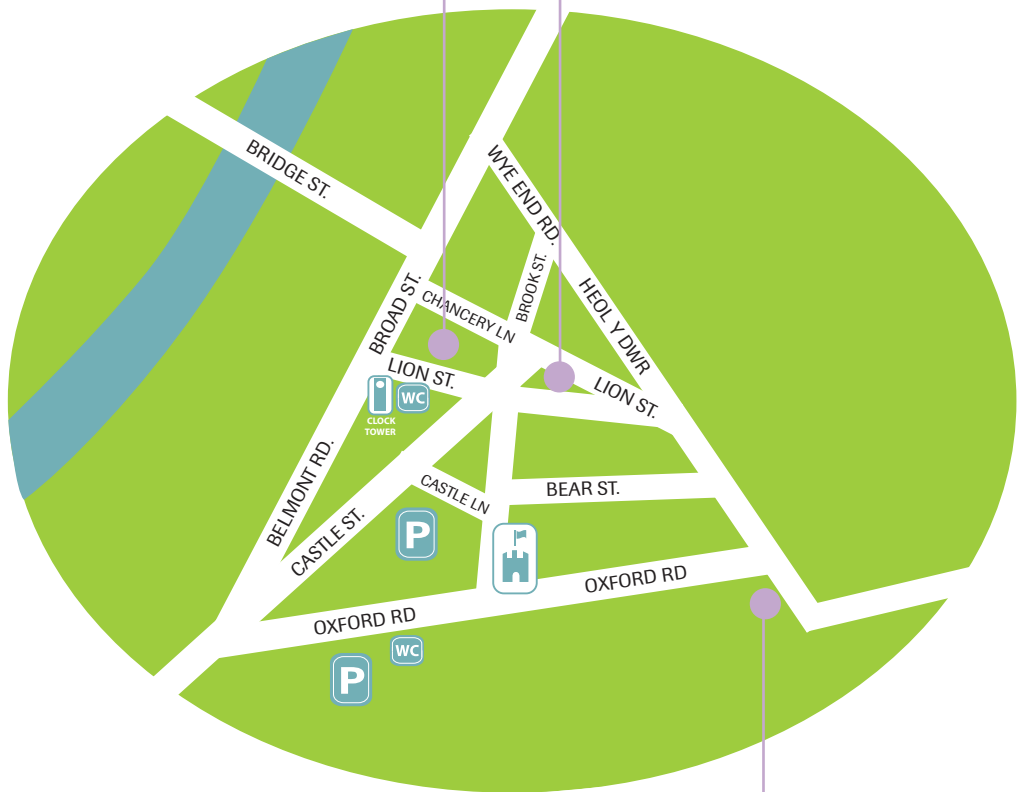 BRIDGE ST.
WYE END RD.
BROOK ST.
BROAD ST.
CHANCERY LN
HEOL Y DWR
LION ST.
LION ST.
WC
CLOCK
TOWER
BELMONT RD.
CASTLE LN
BEAR ST.
CASTLE ST.
P
OXFORD RD
OXFORD RD
WC
P